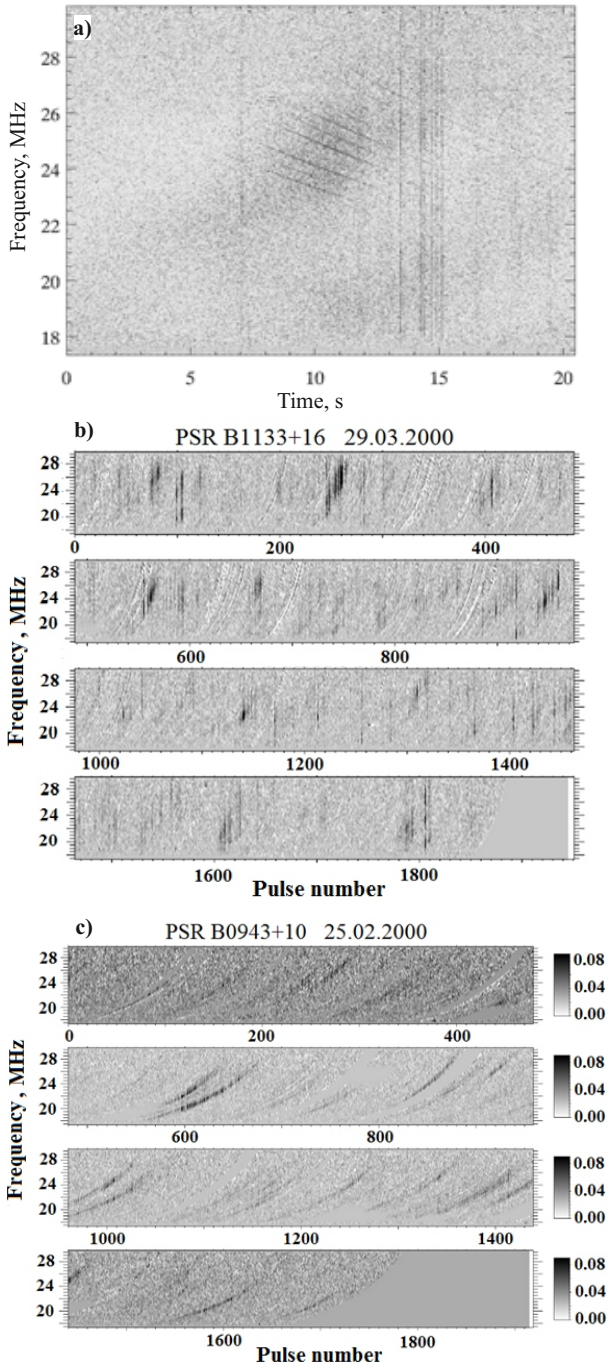 a)
Frequency, MHz
28
26
24
22
20
18
0 5 10 15 20
Time, s
b)
PSR B1133+16 29.03.2000
Frequency, MHz
28
24
20
0 200 400
28
24
20
600 800
28
24
20
1000 1200 1400
28
24
20
1600 1800
Pulse number
c)
PSR B0943+10 25.02.2000
Frequency, MHz
28
24
20
0 200 400
0.08
0.04
0.00
28
24
20
600 800
0.08
0.04
0.00
28
24
20
1000 1200 1400
0.08
0.04
0.00
28
24
20
1600 1800
0.08
0.04
0.00
Pulse number